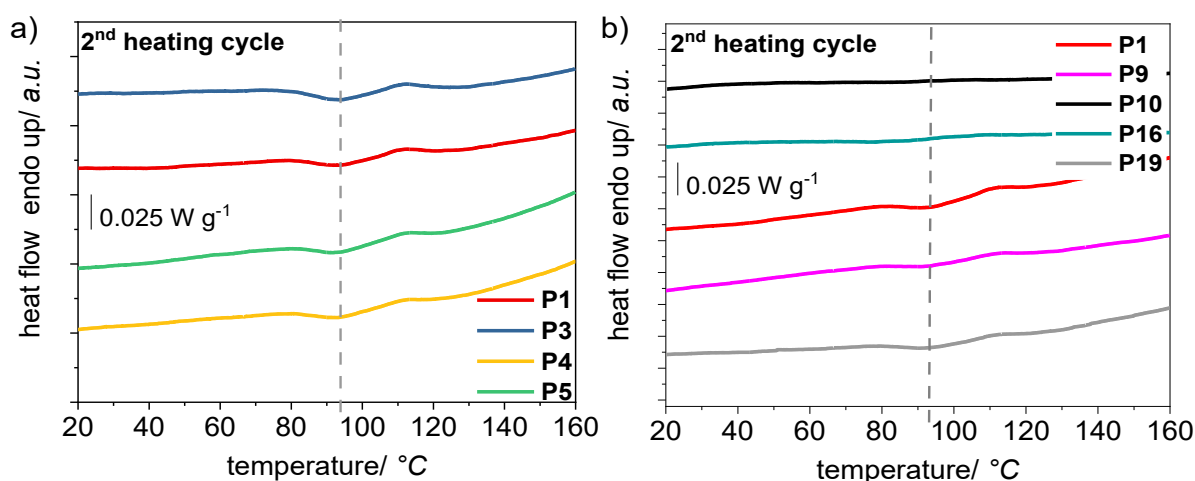 a)
2nd heating cycle
heat flow endo up/ a.u.
0.025 W g-1
P1
P3
P4
P5
20 40 60 80 100 120 140 160
temperature/ °C
b)
2nd heating cycle
heat flow endo up/ a.u.
0.025 W g-1
P1
P9
P10
P16
P19
20 40 60 80 100 120 140 160
temperature/ °C